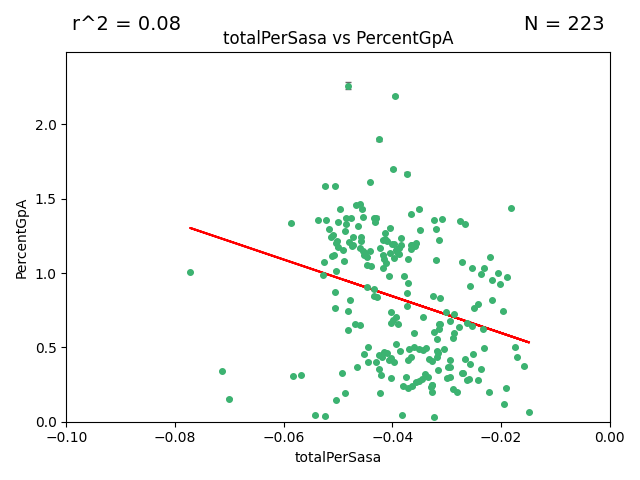 r^2 = 0.08
N = 223
totalPerSasa vs PercentGpA
PercentGpA
2.0
1.5
1.0
0.5
0.0
−0.10
−0.08
−0.06
−0.04
−0.02
0.00
totalPerSasa